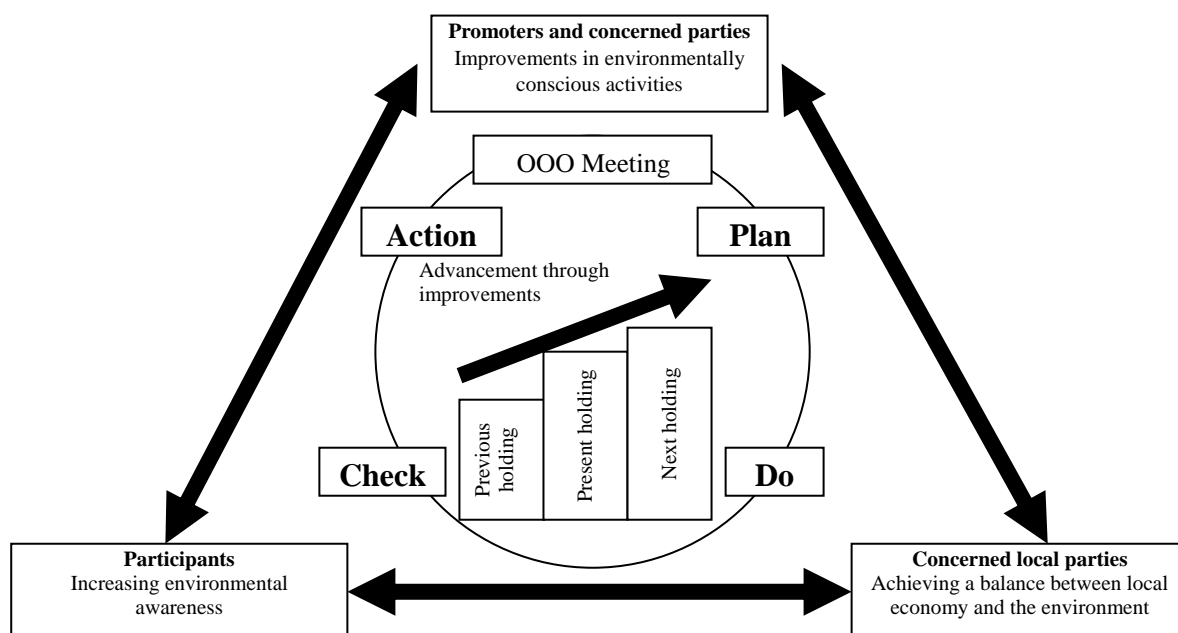 Promoters and concerned parties
Improvements in environmentally
conscious activities
OOO Meeting
Action
Plan
Advancement through
improvements
Previous
holding
Present holding
Next holding
Check
Do
Participants
Increasing environmental
awareness
Concerned local parties
Achieving a balance between local
economy and the environment